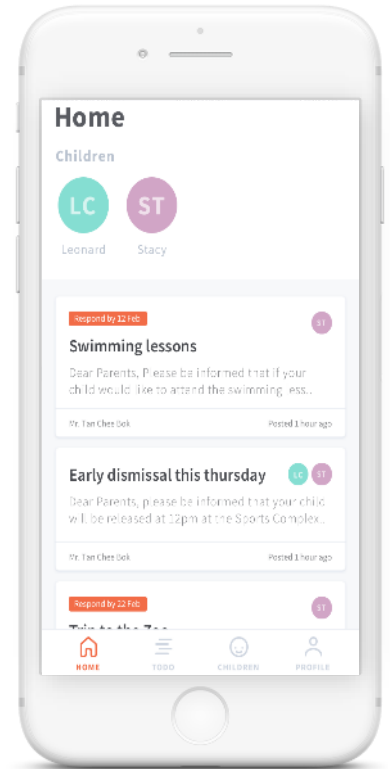 Home
Children
LC ST
Leonard Stacy
Respond by 12 Feb ST
Swimming lessons
Dear Parents, Please be informed that if your
child would like to attend the swimming less..
Mr. Tan Chee Bok Posted 1 hour ago
Early dismissal this thursday LC ST
Dear Parents, please be informed that your child
will be released at 12pm at the Sports Complex..
Mr. Tan Chee Bok Posted 1 hour ago
Respond by 22 Feb ST
Trip to the Zoo
HOME TODO CHILDREN PROFILE